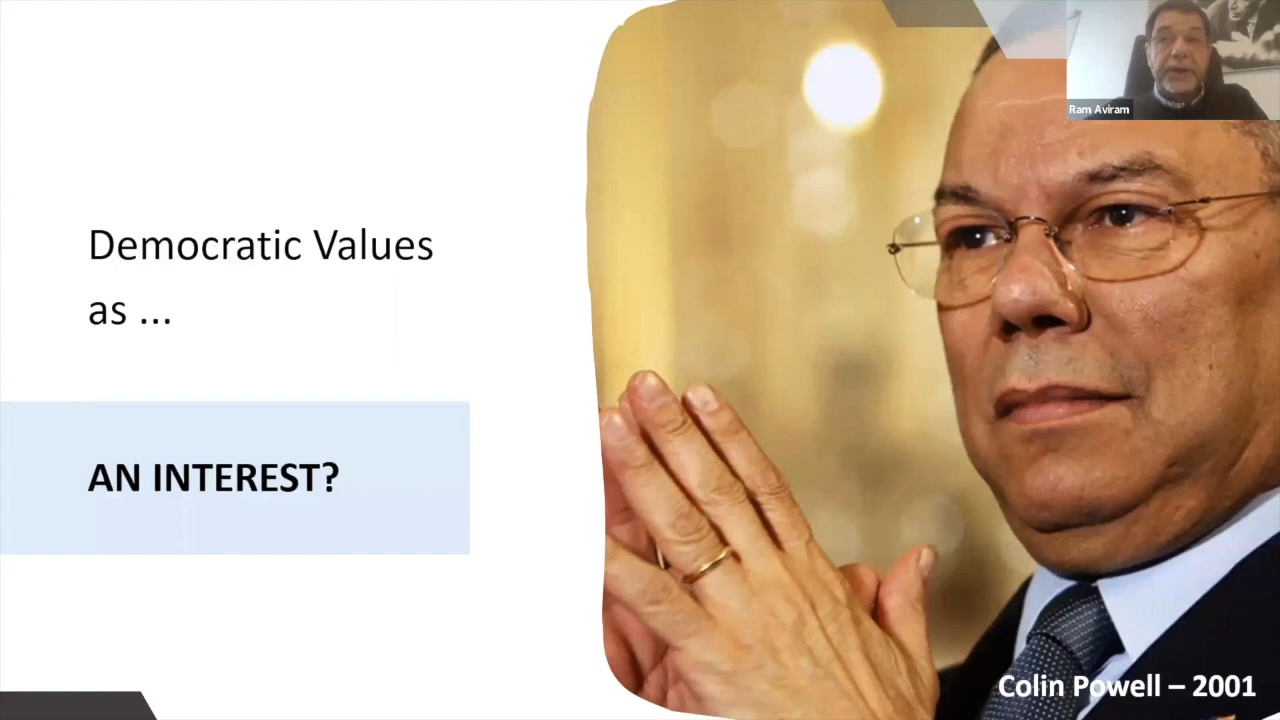 Ram Aviram
Democratic Values
as ...
AN INTEREST?
Colin Powell – 2001